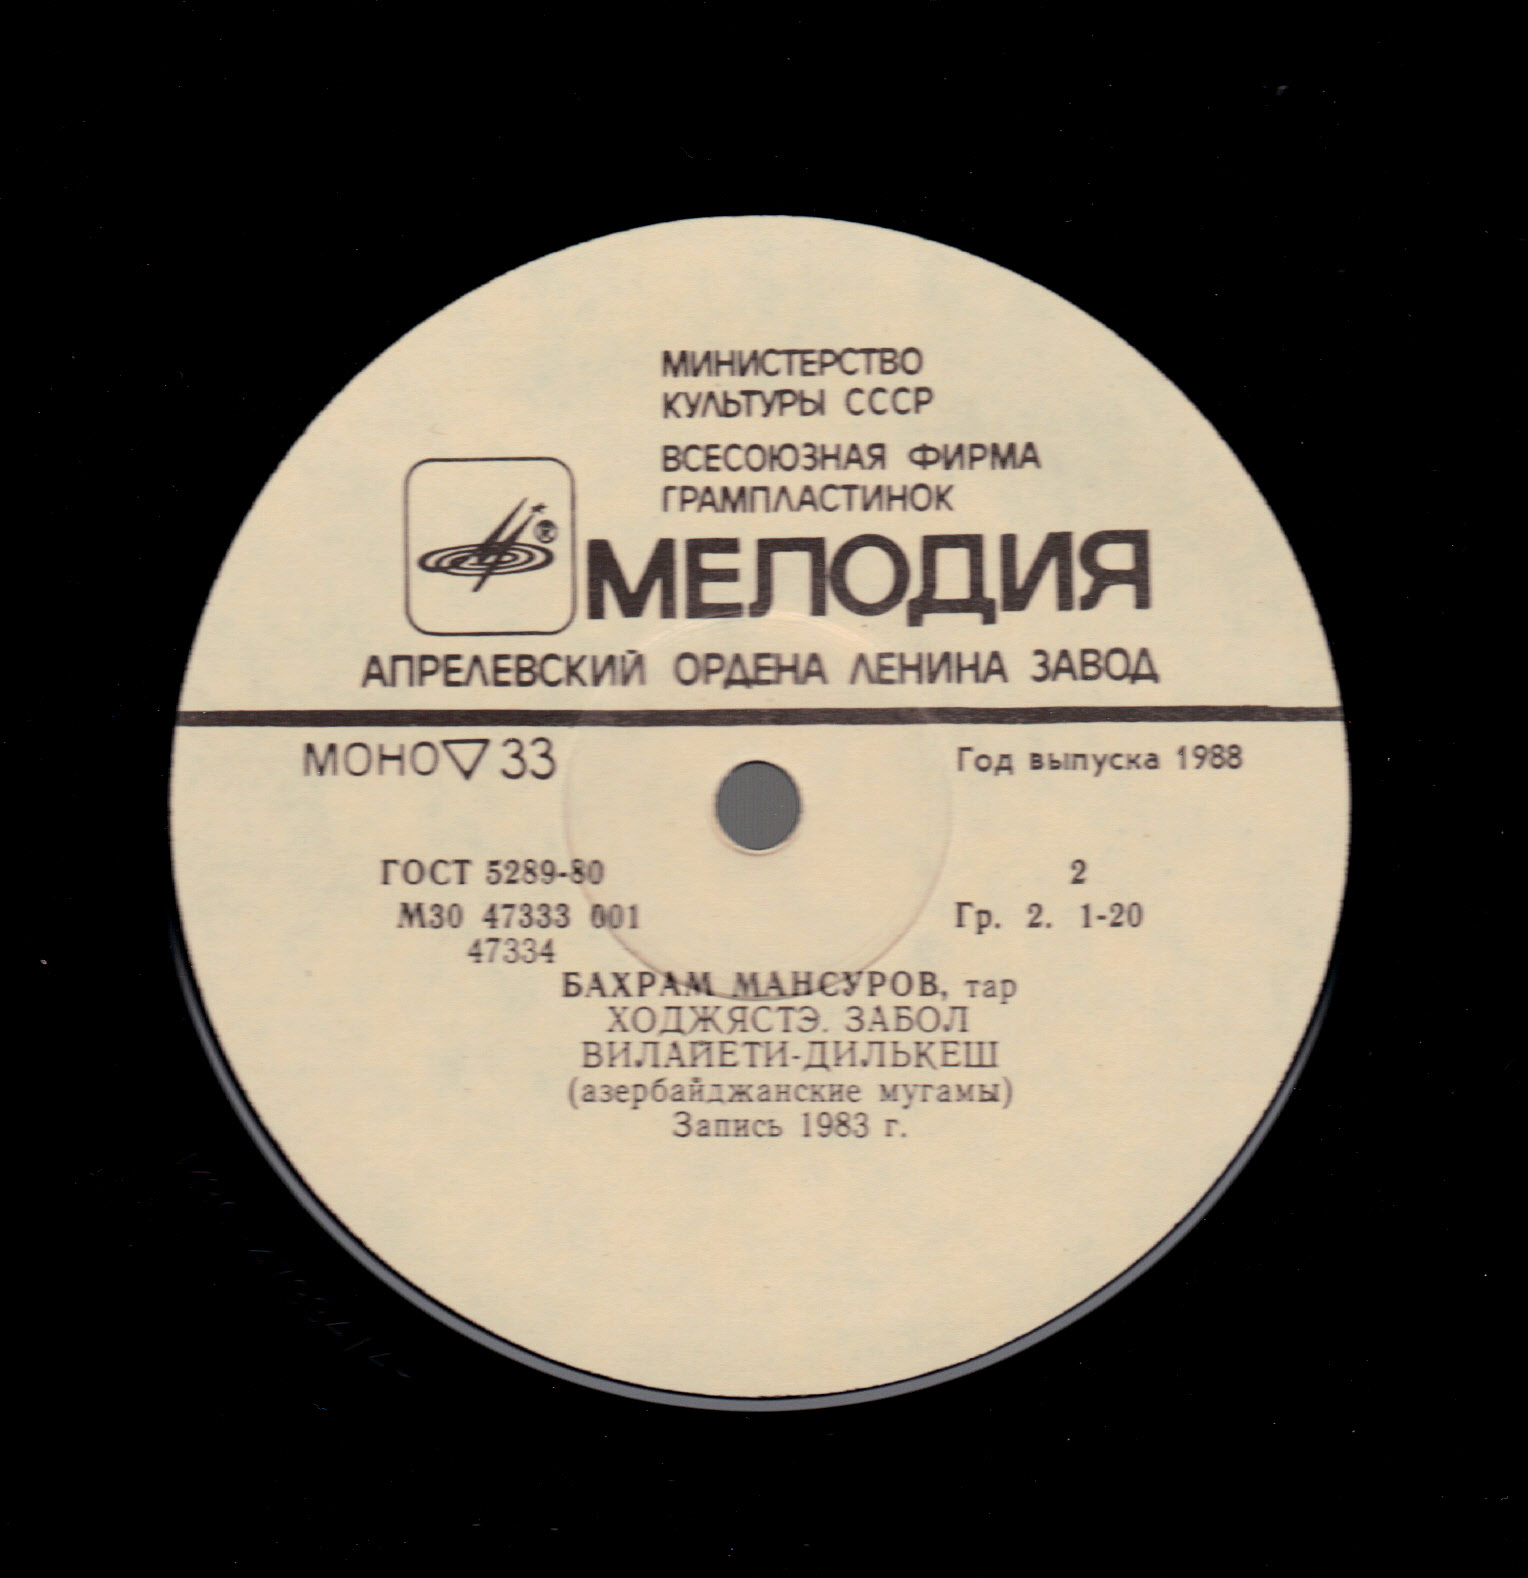 МИНИСТЕРСТВО
КУЛЬТУРЫ СССР
ВСЕСОЮЗНАЯ ФИРМА
ГРАМПЛАСТИНОК
®
МЕЛОДИЯ
АПРЕЛЕВСКИЙ ОРДЕНА ЛЕНИНА ЗАВОД
МОНО▽33
Год выпуска 1988
ГОСТ 5289-80
2
М30 47333 001
Гр. 2. 1-20
47334
БАХРАМ МАНСУРОВ, тар
ХОДЖЯСТЭ. ЗАБОЛ
ВИЛАЙЕТИ-ДИЛЬКЕШ
(азербайджанские мугамы)
Запись 1983 г.